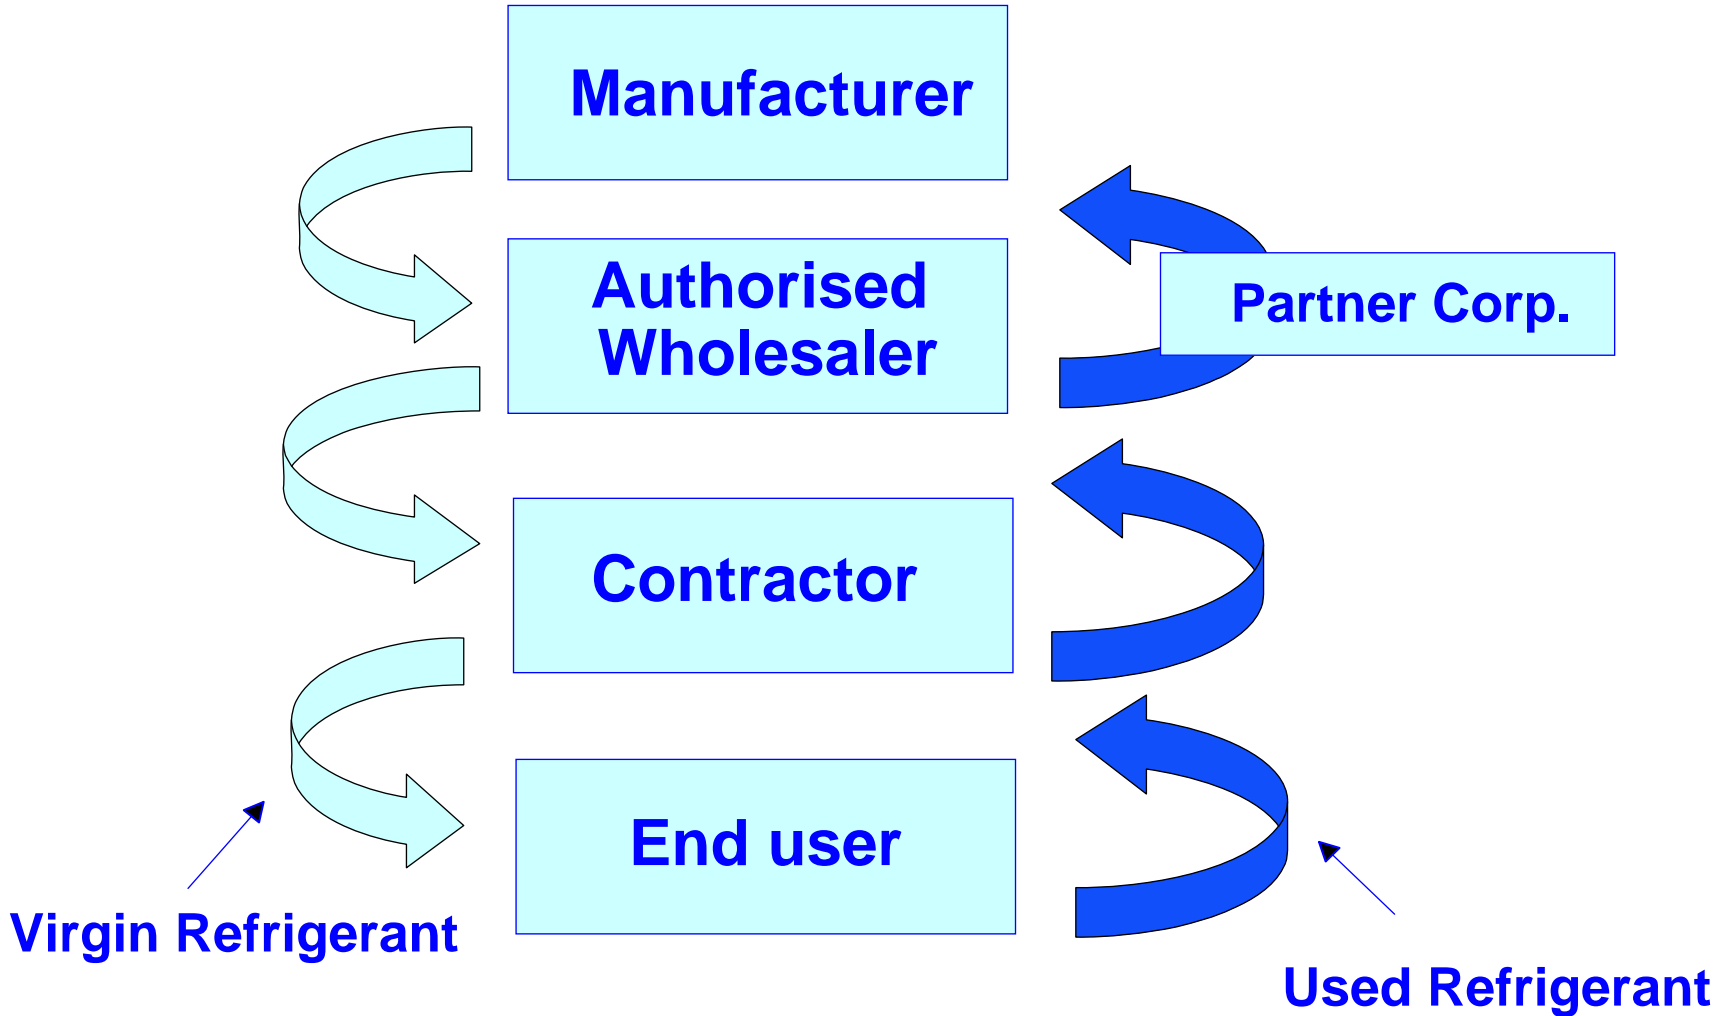 Manufacturer
Authorised
Wholesaler
Partner Corp.
Contractor
End user
Virgin Refrigerant
Used Refrigerant